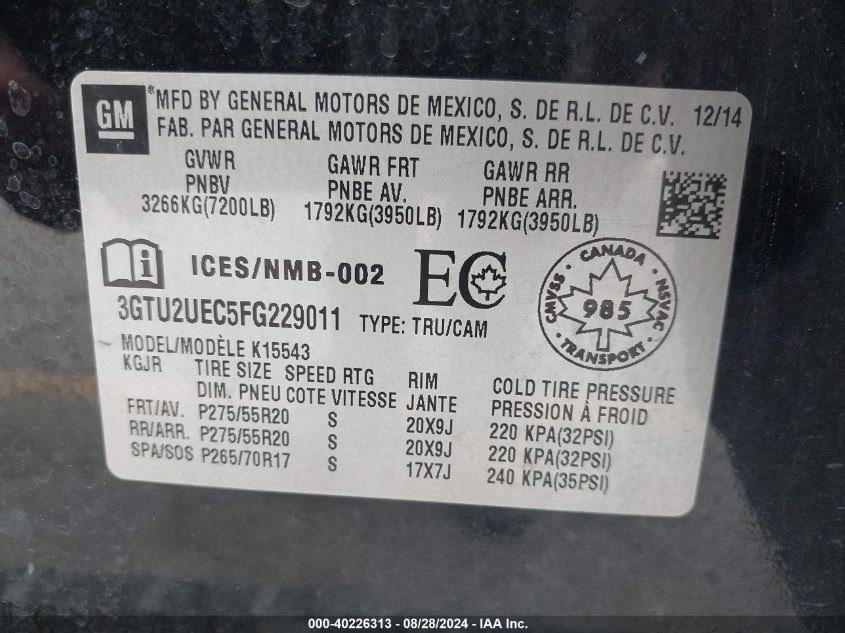 GM
*MFD BY GENERAL MOTORS DE MEXICO, S. DE R.L. DE C.V. 12/14
FAB. PAR GENERAL MOTORS DE MEXICO, S. DE R.L. DE C.V.
GVWR GAWR FRT GAWR RR
PNBV PNBE AV. PNBE ARR.
3266KG(7200LB) 1792KG(3950LB) 1792KG(3950LB)
i ICES/NMB-002 EC
CANADA
CMVSS 985 NSVAC
TRANSPORT
3GTU2UEC5FG229011 TYPE: TRU/CAM
MODEL/MODÈLE K15543
KGJR TIRE SIZE SPEED RTG RIM COLD TIRE PRESSURE
DIM. PNEU COTE VITESSE JANTE PRESSION À FROID
FRT/AV. P275/55R20 S 20X9J 220 KPA(32PSI)
RR/ARR. P275/55R20 S 20X9J 220 KPA(32PSI)
SPA/SOS P265/70R17 S 17X7J 240 KPA(35PSI)
000-40226313 - 08/28/2024 - IAA Inc.